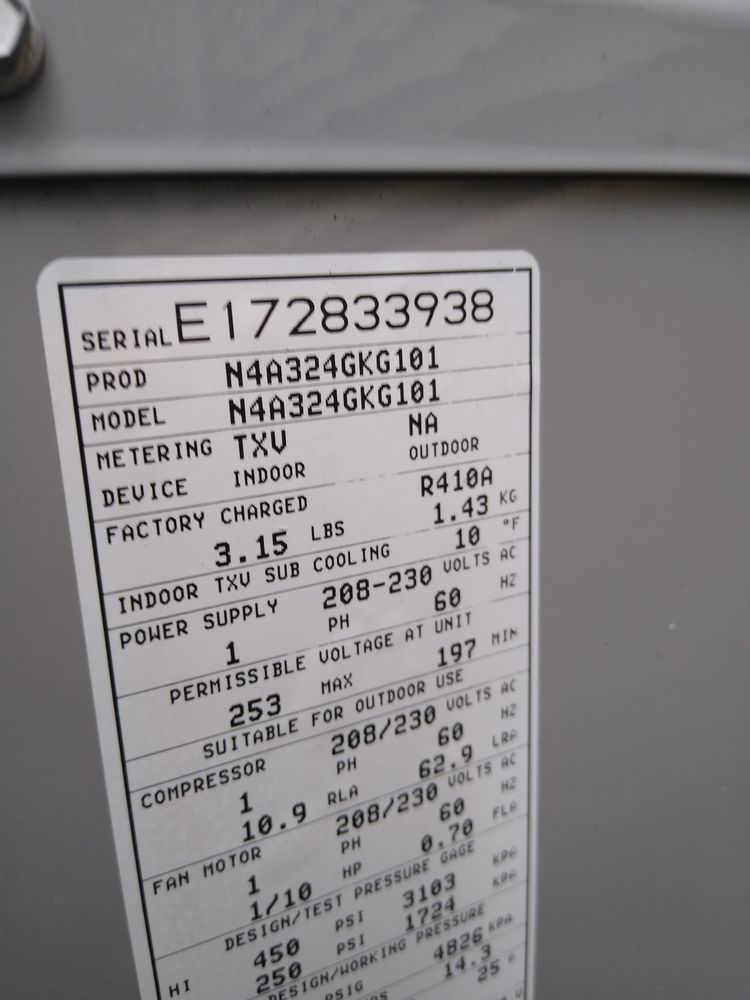 SERIAL E172833938
PROD N4A324GKG101
MODEL N4A324GKG101
METERING TXV NA
DEVICE INDOOR OUTDOOR
FACTORY CHARGED R410A
3.15 LBS 1.43 KG
INDOOR TXV SUB COOLING 10 °F
POWER SUPPLY 208-230 VOLTS AC
1 PH 60 HZ
PERMISSIBLE VOLTAGE AT UNIT
253 MAX 197 MIN
SUITABLE FOR OUTDOOR USE
COMPRESSOR 208/230 VOLTS AC
1 PH 60 HZ
10.9 RLA 62.9 LRA
FAN MOTOR 208/230 VOLTS AC
1 PH 60 HZ
1/10 HP 0.70 FLA
DESIGN/TEST PRESSURE GAGE
HI 450 PSI 3103 KPA
250 PSI 1724 KPA
DESIGN/WORKING PRESSURE
PSIG 4826 KPA
14.3
25